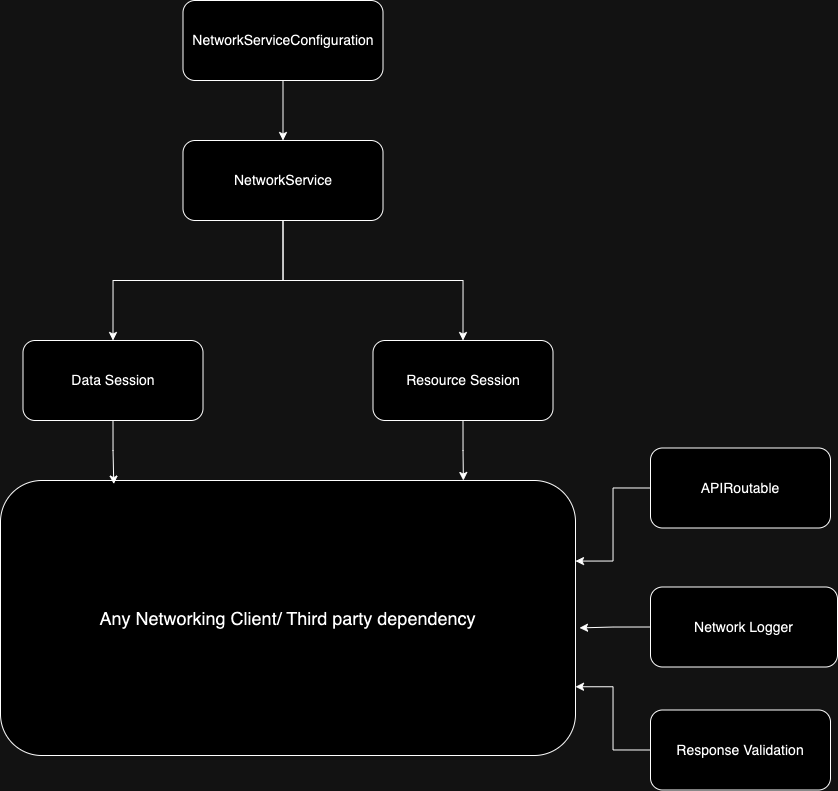 NetworkServiceConfiguration
NetworkService
Data Session
Resource Session
APIRoutable
Any Networking Client/ Third party dependency
Network Logger
Response Validation